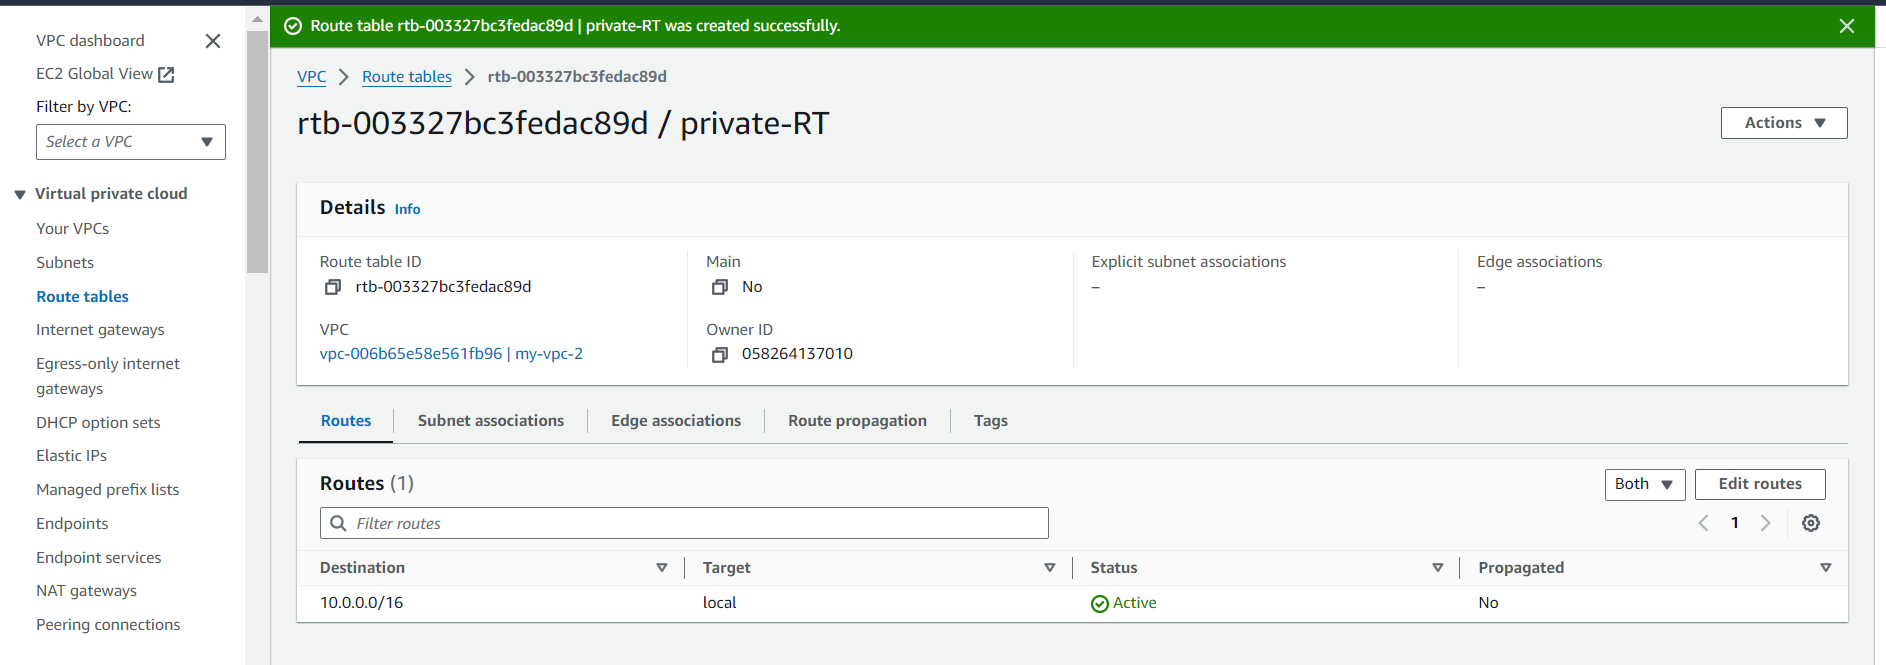 Route table rtb-003327bc3fedac89d | private-RT was created successfully.
VPC dashboard
EC2 Global View
Filter by VPC:
Select a VPC
Virtual private cloud
Your VPCs
Subnets
Route tables
Internet gateways
Egress-only internet
gateways
DHCP option sets
Elastic IPs
Managed prefix lists
Endpoints
Endpoint services
NAT gateways
Peering connections
VPC > Route tables > rtb-003327bc3fedac89d
rtb-003327bc3fedac89d / private-RT
Actions
Details Info
Route table ID
rtb-003327bc3fedac89d
Main
No
Explicit subnet associations
–
Edge associations
–
VPC
vpc-006b65e58e561fb96 | my-vpc-2
Owner ID
058264137010
Routes Subnet associations Edge associations Route propagation Tags
Routes (1)
Both
Edit routes
Filter routes
1
Destination Target Status Propagated
10.0.0.0/16 local Active No